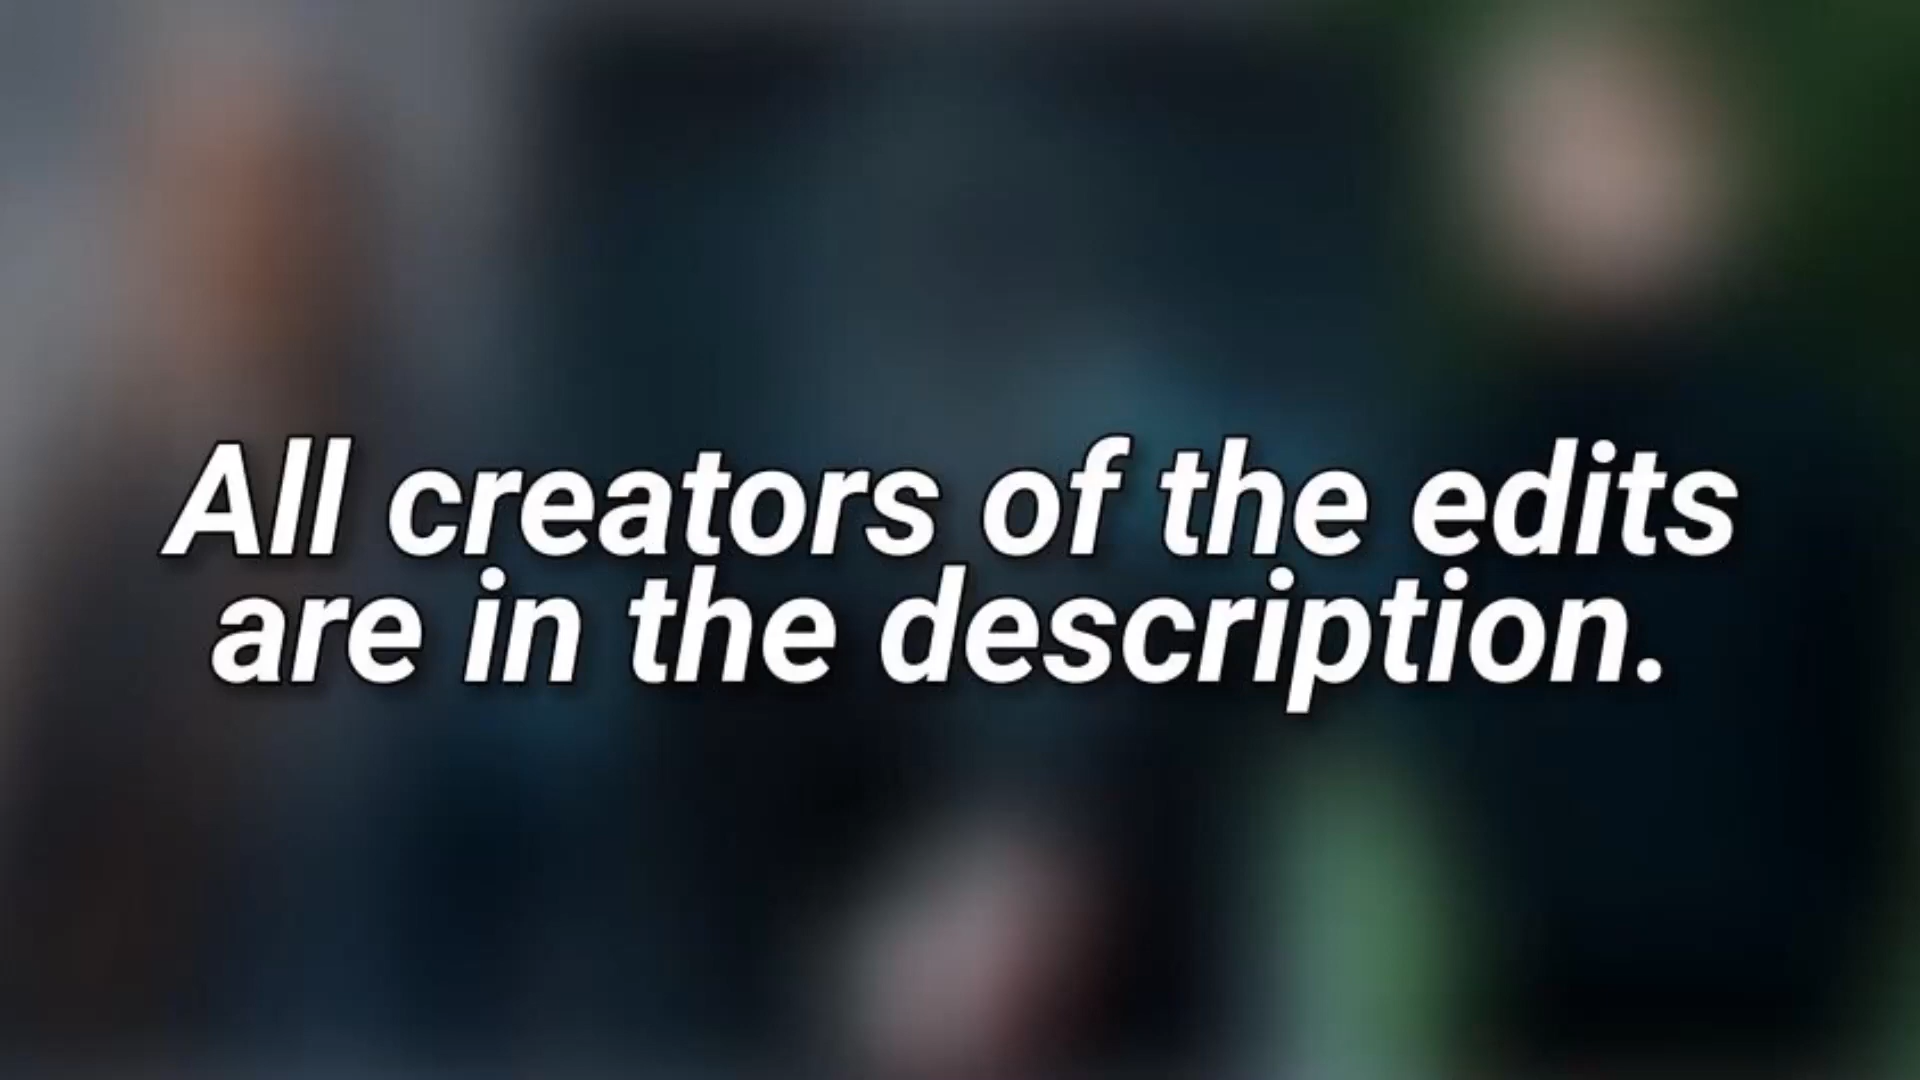 All creators of the edits
are in the description.